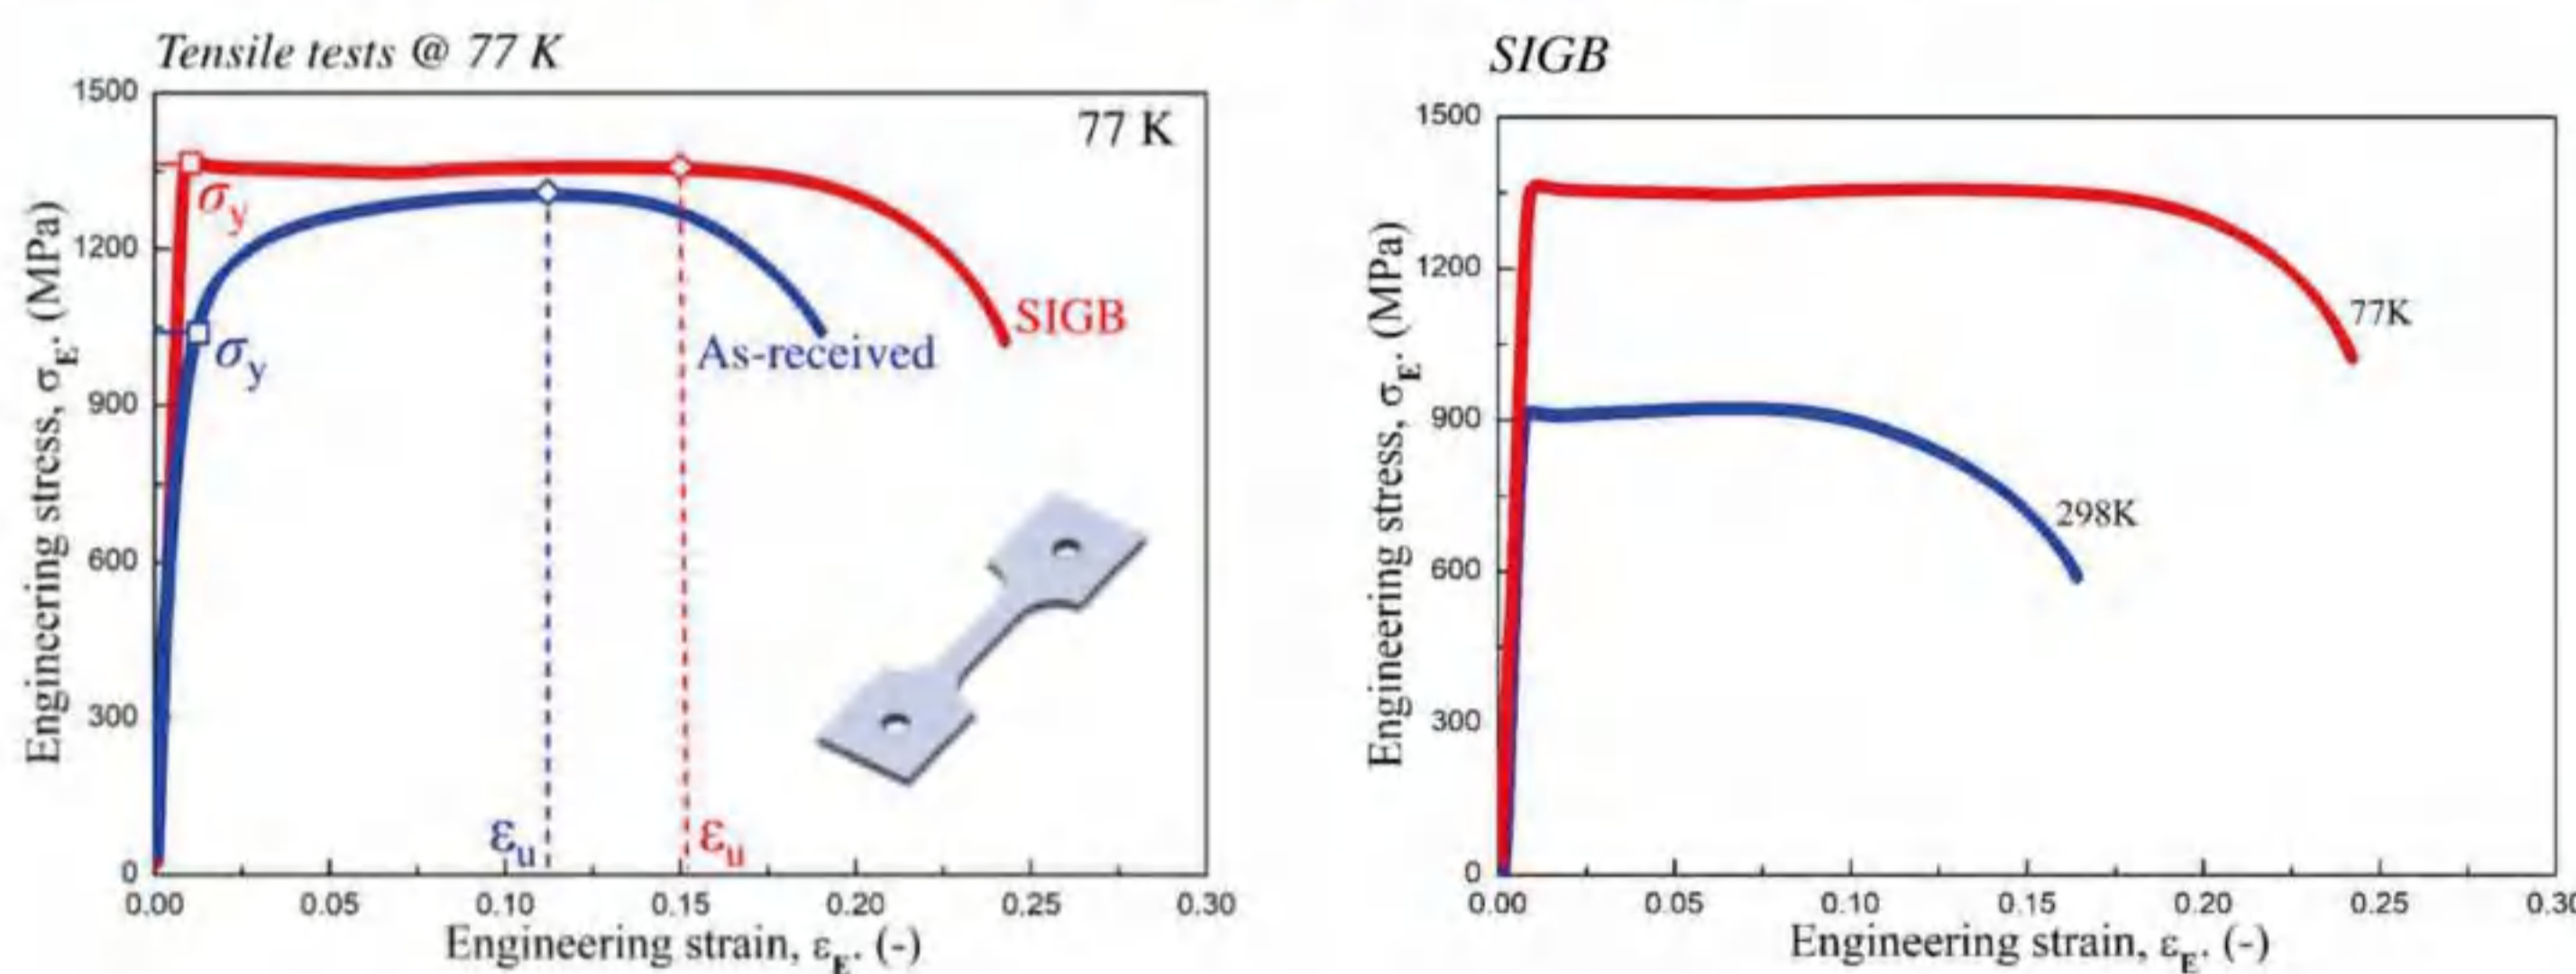 Tensile tests @ 77 K
1500
1200
900
600
300
0
Engineering stress, σE. (MPa)
77 K
σy
σy
SIGB
As-received
εu
εu
0.00 0.05 0.10 0.15 0.20 0.25 0.30
Engineering strain, εE. (-)
SIGB
1500
1200
900
600
300
0
Engineering stress, σE. (MPa)
77K
298K
0.00 0.05 0.10 0.15 0.20 0.25 0.30
Engineering strain, εE. (-)